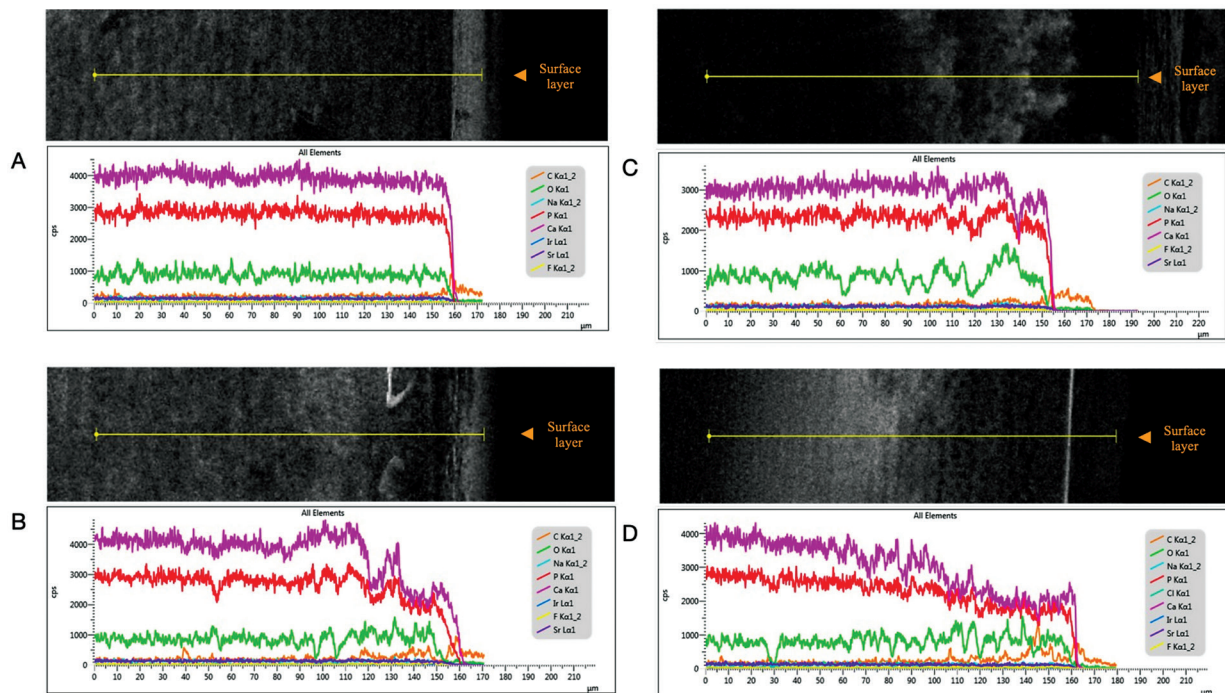 Surface
layer
A
All Elements
4000
3000
2000
1000
0
cps
C Kα1_2
O Kα1
Na Kα1_2
P Kα1
Ca Kα1
Ir Lα1
Sr Lα1
F Kα1_2
0 10 20 30 40 50 60 70 80 90 100 110 120 130 140 150 160 170 180 190 200 210
µm
Surface
layer
C
All Elements
3000
2000
1000
0
cps
C Kα1_2
O Kα1
Na Kα1_2
P Kα1
Ca Kα1
F Kα1_2
Sr Lα1
0 10 20 30 40 50 60 70 80 90 100 110 120 130 140 150 160 170 180 190 200 210 220
µm
Surface
layer
B
All Elements
4000
3000
2000
1000
0
cps
C Kα1_2
O Kα1
Na Kα1_2
P Kα1
Ca Kα1
Ir Lα1
F Kα1_2
Sr Lα1
0 10 20 30 40 50 60 70 80 90 100 110 120 130 140 150 160 170 180 190 200 210
µm
Surface
layer
D
All Elements
4000
3000
2000
1000
0
cps
C Kα1_2
O Kα1
Na Kα1_2
P Kα1
Cl Kα1
Ca Kα1
Ir Lα1
Sr Lα1
F Kα1_2
0 10 20 30 40 50 60 70 80 90 100 110 120 130 140 150 160 170 180 190 200 210
µm